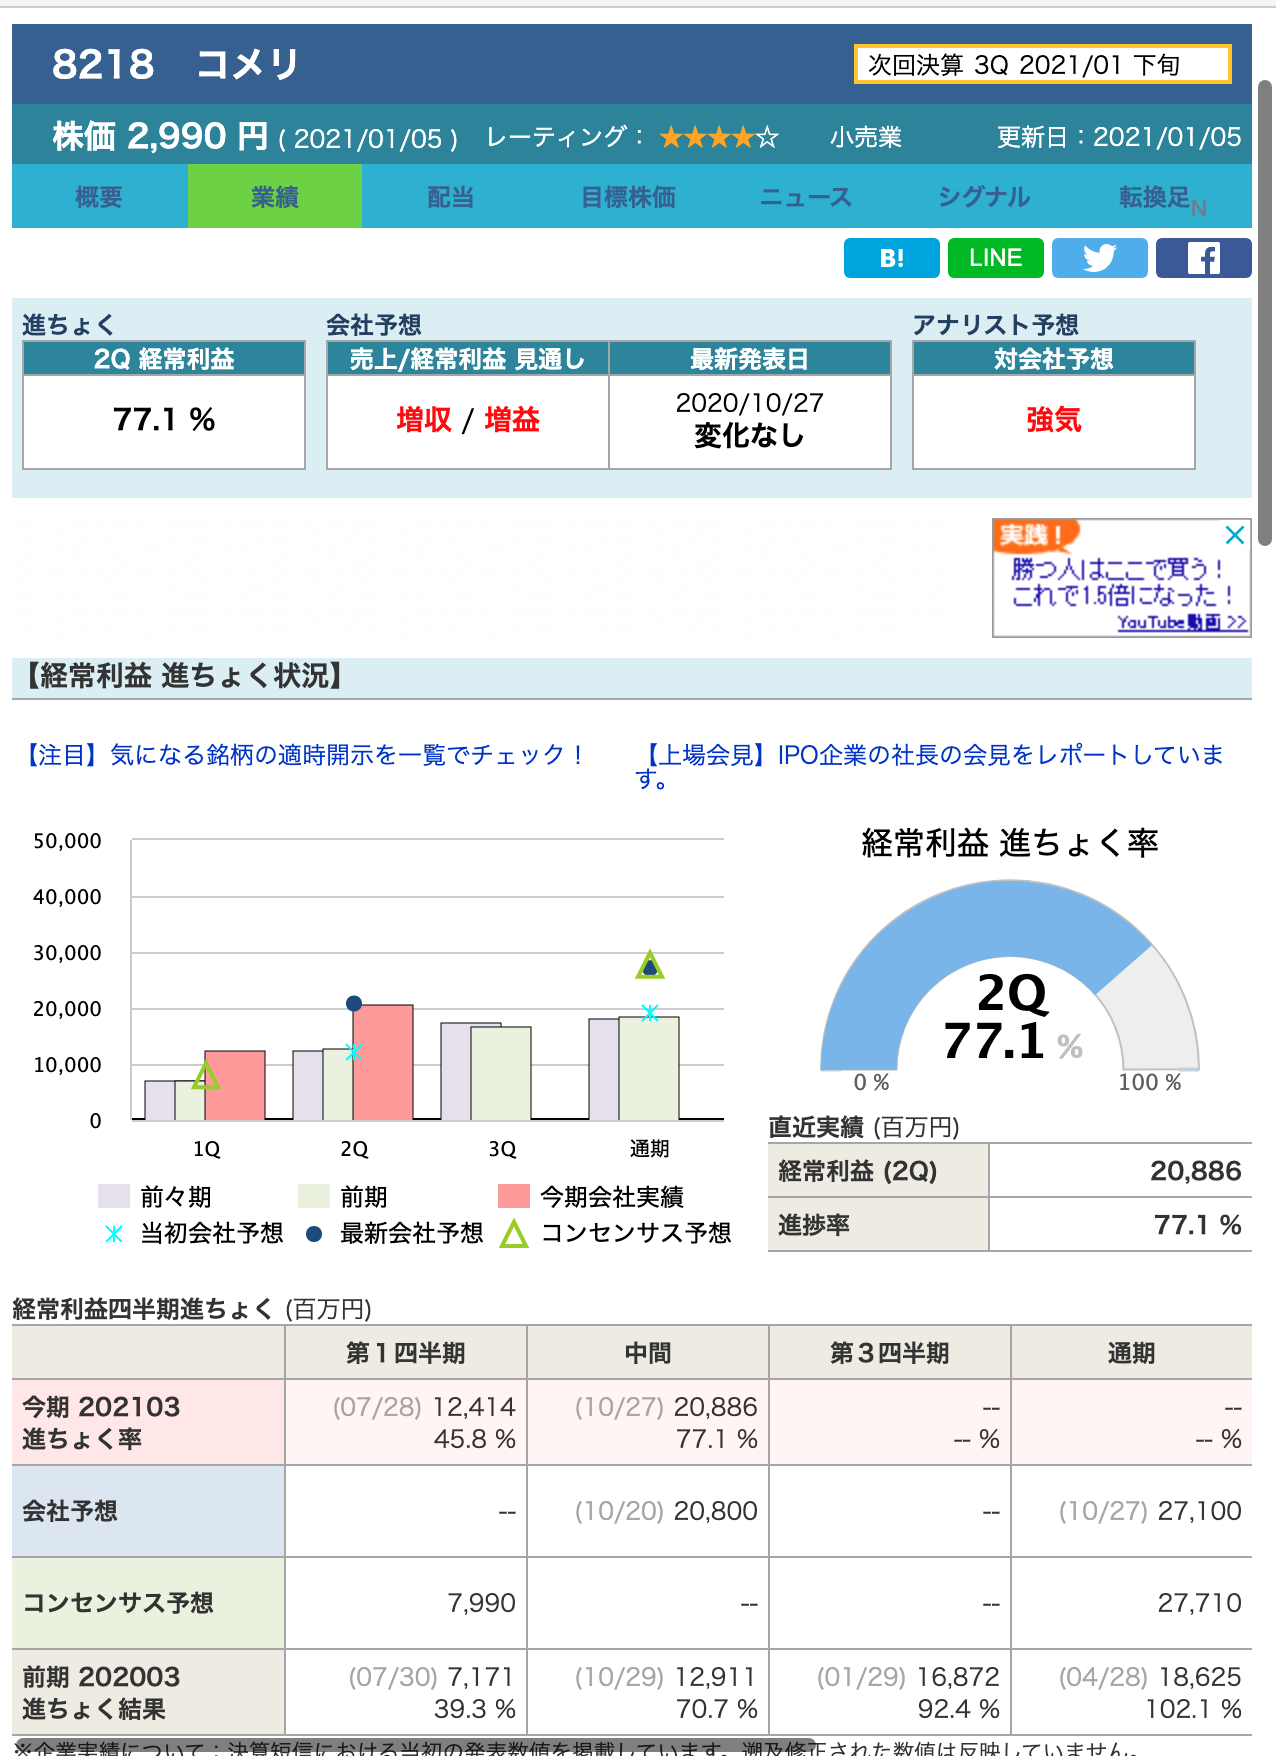 8218 コメリ
次回決算 3Q 2021/01 下旬
株価 2,990 円 ( 2021/01/05 ) レーティング： ★★★★☆ 小売業 更新日：2021/01/05
概要 業績 配当 目標株価 ニュース シグナル 転換足N
B! LINE
進ちょく 会社予想 アナリスト予想
2Q 経常利益 売上/経常利益 見通し 最新発表日 対会社予想
77.1 % 増収 / 増益 2020/10/27 強気
変化なし
実践！
勝つ人はここで買う！
これで1.5倍になった！
YouTube動画 >>
【経常利益 進ちょく状況】
【注目】気になる銘柄の適時開示を一覧でチェック！ 【上場会見】IPO企業の社長の会見をレポートしていま
す。
経常利益 進ちょく率
50,000
40,000
30,000
20,000
10,000
0
1Q 2Q 3Q 通期
前々期 前期 今期会社実績
当初会社予想 最新会社予想 コンセンサス予想
2Q
77.1 %
0 % 100 %
直近実績 (百万円)
経常利益 (2Q) 20,886
進捗率 77.1 %
経常利益四半期進ちょく (百万円)
第１四半期 中間 第３四半期 通期
今期 202103 (07/28) 12,414 (10/27) 20,886 -- --
進ちょく率 45.8 % 77.1 % -- % -- %
会社予想 -- (10/20) 20,800 -- (10/27) 27,100
コンセンサス予想 7,990 -- -- 27,710
前期 202003 (07/30) 7,171 (10/29) 12,911 (01/29) 16,872 (04/28) 18,625
進ちょく結果 39.3 % 70.7 % 92.4 % 102.1 %
※企業実績について：決算短信における当初の発表数値を掲載しています。遡及修正された数値は反映していません。